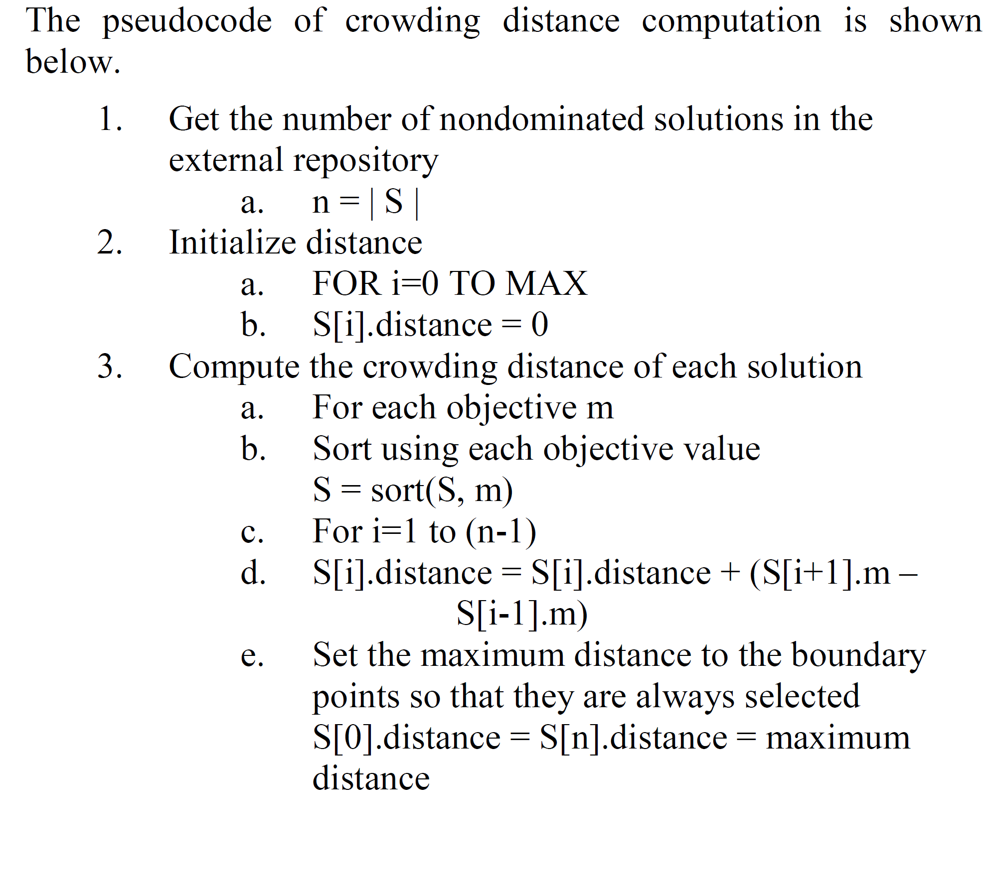 The pseudocode of crowding distance computation is shown
below.
1. Get the number of nondominated solutions in the
external repository
a. n = | S |
2. Initialize distance
a. FOR i=0 TO MAX
b. S[i].distance = 0
3. Compute the crowding distance of each solution
a. For each objective m
b. Sort using each objective value
S = sort(S, m)
c. For i=1 to (n-1)
d. S[i].distance = S[i].distance + (S[i+1].m –
S[i-1].m)
e. Set the maximum distance to the boundary
points so that they are always selected
S[0].distance = S[n].distance = maximum
distance